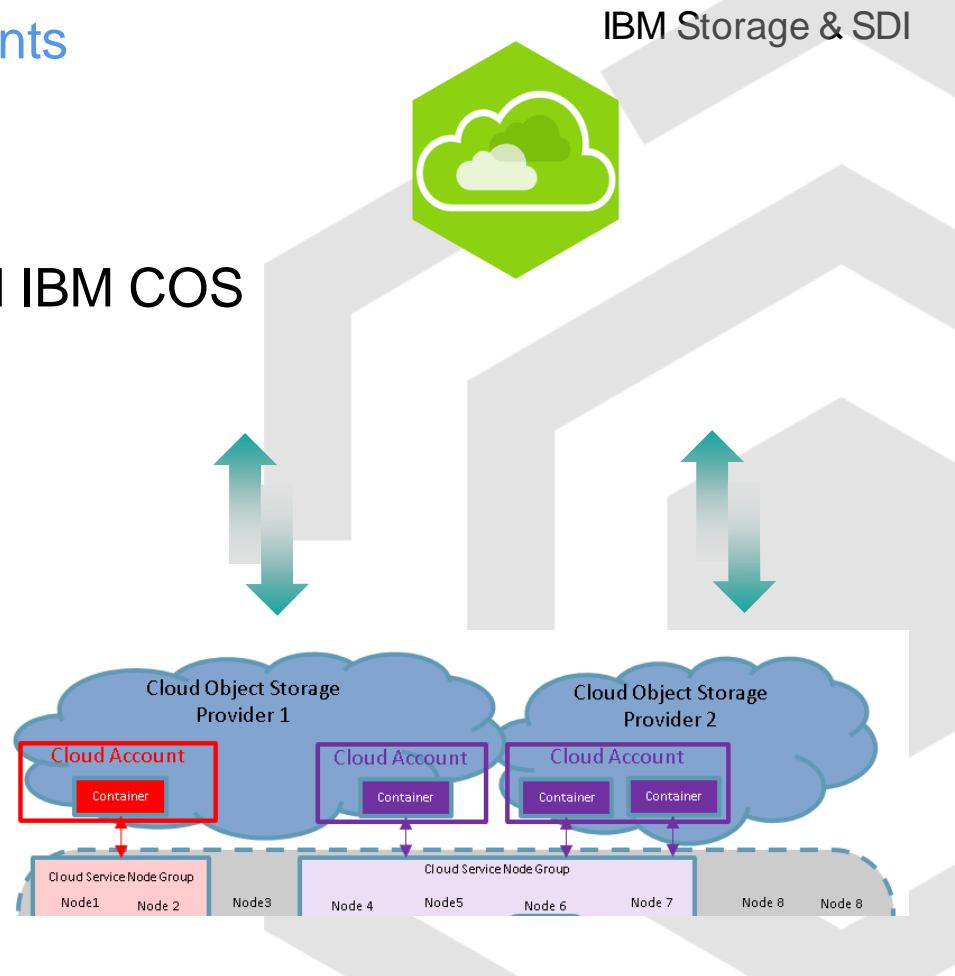 nts
IBM Storage & SDI
IBM COS
Cloud Object Storage
Provider 1
Cloud Object Storage
Provider 2
Cloud Account
Cloud Account
Cloud Account
Container
Container
Container
Container
Cloud Service Node Group
Cloud Service Node Group
Node1
Node 2
Node3
Node 4
Node5
Node 6
Node 7
Node 8
Node 8